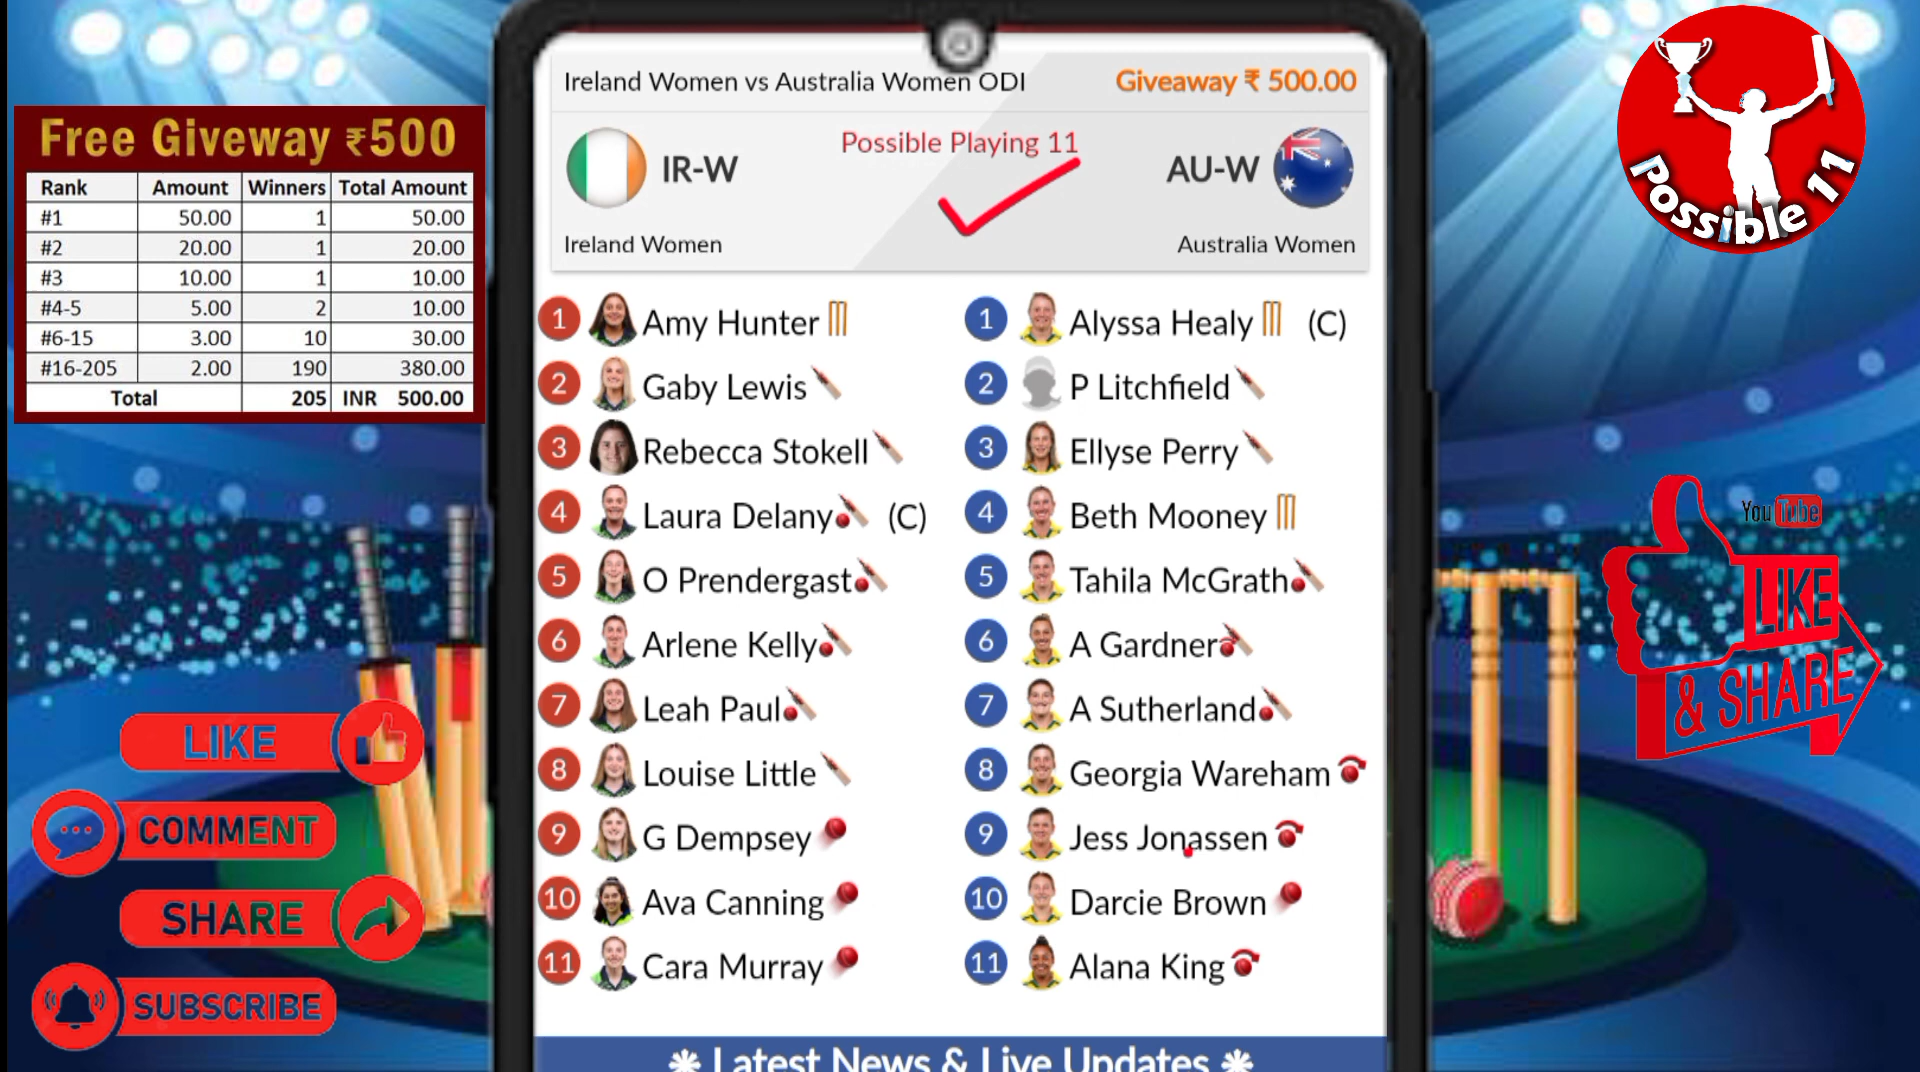 Free Giveway ₹500
Rank Amount Winners Total Amount
#1 50.00 1 50.00
#2 20.00 1 20.00
#3 10.00 1 10.00
#4-5 5.00 2 10.00
#6-15 3.00 10 30.00
#16-205 2.00 190 380.00
Total 205 INR 500.00
LIKE
COMMENT
SHARE
SUBSCRIBE
Ireland Women vs Australia Women ODI Giveaway ₹ 500.00
Possible Playing 11
IR-W AU-W
Ireland Women Australia Women
1 Amy Hunter
2 Gaby Lewis
3 Rebecca Stokell
4 Laura Delany (C)
5 O Prendergast
6 Arlene Kelly
7 Leah Paul
8 Louise Little
9 G Dempsey
10 Ava Canning
11 Cara Murray
1 Alyssa Healy (C)
2 P Litchfield
3 Ellyse Perry
4 Beth Mooney
5 Tahila McGrath
6 A Gardner
7 A Sutherland
8 Georgia Wareham
9 Jess Jonassen
10 Darcie Brown
11 Alana King
Latest News & Live Updates
Possible 11
YouTube
LIKE
& SHARE